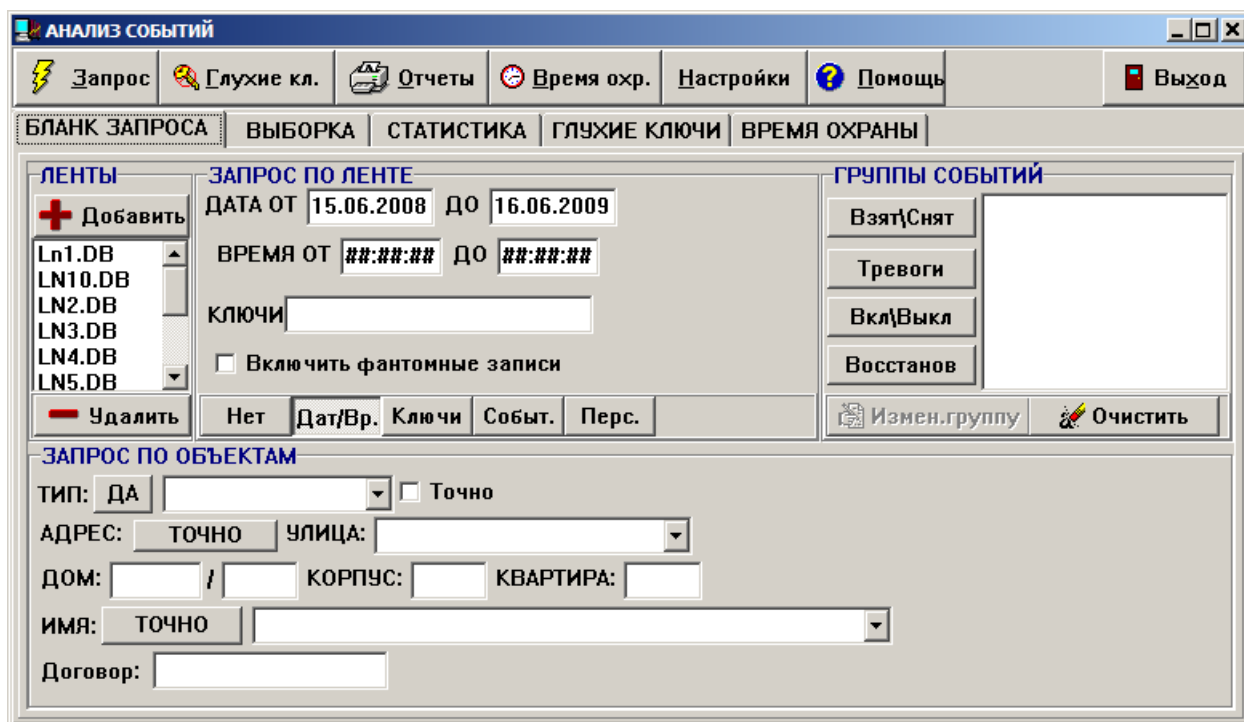 АНАЛИЗ СОБЫТИЙ
Запрос Глухие кл. Отчеты Время охр. Настройки Помощь Выход
БЛАНК ЗАПРОСА ВЫБОРКА СТАТИСТИКА ГЛУХИЕ КЛЮЧИ ВРЕМЯ ОХРАНЫ
ЛЕНТЫ
Добавить
Ln1.DB
LN10.DB
LN2.DB
LN3.DB
LN4.DB
LN5.DB
Удалить
ЗАПРОС ПО ЛЕНТЕ
ДАТА ОТ 15.06.2008 ДО 16.06.2009
ВРЕМЯ ОТ ##:##:## ДО ##:##:##
КЛЮЧИ
Включить фантомные записи
Нет Дат/Вр. Ключи Событ. Перс.
ГРУППЫ СОБЫТИЙ
Взят\Снят
Тревоги
Вкл\Выкл
Восстанов
Измен.группу Очистить
ЗАПРОС ПО ОБЪЕКТАМ
ТИП: ДА Точно
АДРЕС: ТОЧНО УЛИЦА:
ДОМ: / КОРПУС: КВАРТИРА:
ИМЯ: ТОЧНО
Договор: